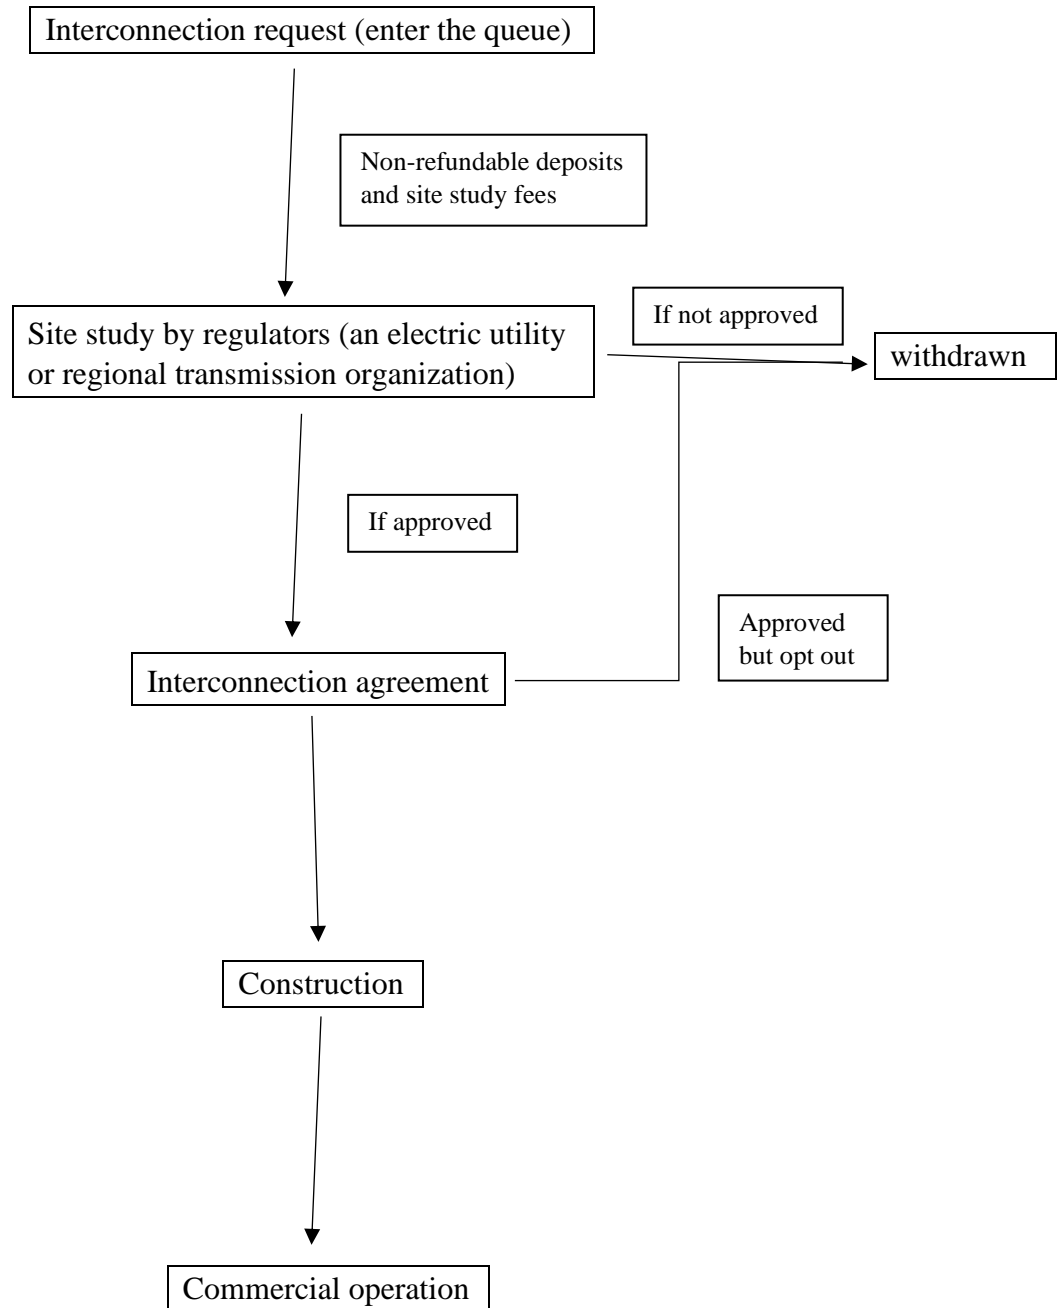 Interconnection request (enter the queue)
Non-refundable deposits
and site study fees
Site study by regulators (an electric utility
or regional transmission organization)
If not approved
withdrawn
If approved
Approved
but opt out
Interconnection agreement
Construction
Commercial operation